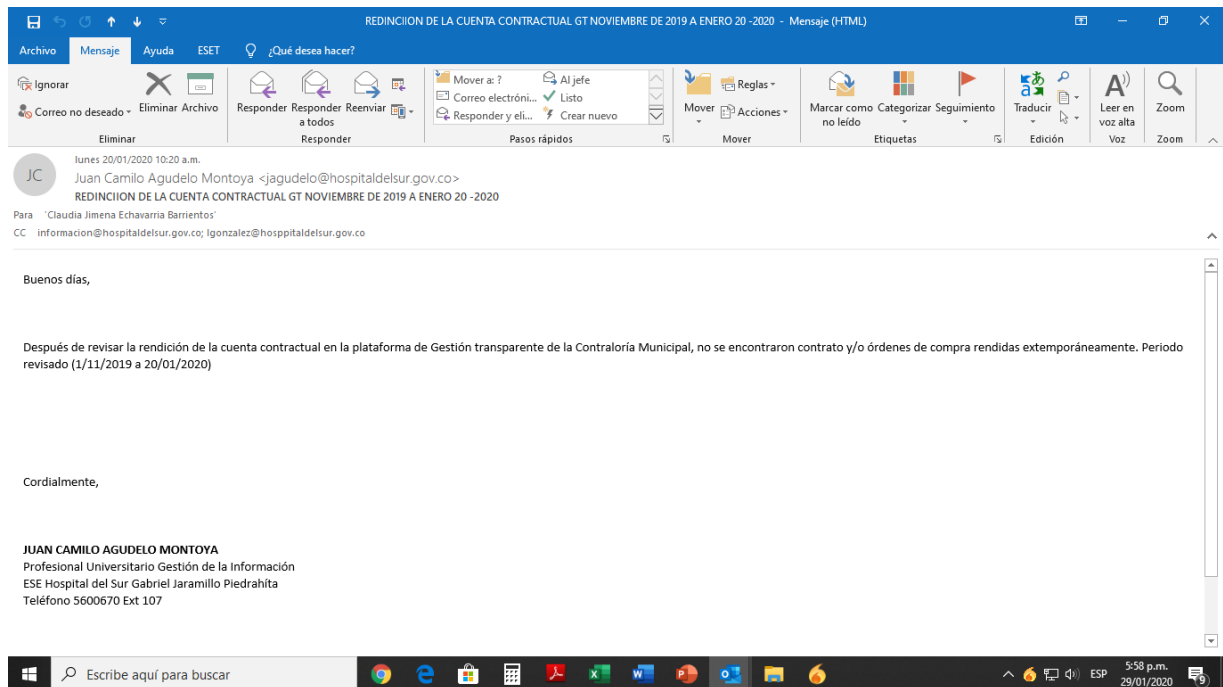 REDINCIION DE LA CUENTA CONTRACTUAL GT NOVIEMBRE DE 2019 A ENERO 20 -2020 - Mensaje (HTML)
Archivo Mensaje Ayuda ESET ¿Qué desea hacer?
Ignorar
Correo no deseado
Eliminar Archivo
Eliminar
Responder Responder a todos Reenviar
Responder
Mover a: ? Al jefe
Correo electróni... Listo
Responder y eli... Crear nuevo
Pasos rápidos
Mover
Reglas
Acciones
Mover
Marcar como no leído Categorizar Seguimiento
Etiquetas
Traducir
Edición
Leer en voz alta
Voz
Zoom
Zoom
lunes 20/01/2020 10:20 a.m.
JC
Juan Camilo Agudelo Montoya <jagudelo@hospitaldelsur.gov.co>
REDINCIION DE LA CUENTA CONTRACTUAL GT NOVIEMBRE DE 2019 A ENERO 20 -2020
Para 'Claudia Jimena Echavarria Barrientos'
CC informacion@hospitaldelsur.gov.co; lgonzalez@hosppitaldelsur.gov.co
Buenos días,
Después de revisar la rendición de la cuenta contractual en la plataforma de Gestión transparente de la Contraloría Municipal, no se encontraron contrato y/o órdenes de compra rendidas extemporáneamente. Periodo
revisado (1/11/2019 a 20/01/2020)
Cordialmente,
JUAN CAMILO AGUDELO MONTOYA
Profesional Universitario Gestión de la Información
ESE Hospital del Sur Gabriel Jaramillo Piedrahíta
Teléfono 5600670 Ext 107
Escribe aquí para buscar
ESP
5:58 p.m.
29/01/2020
9